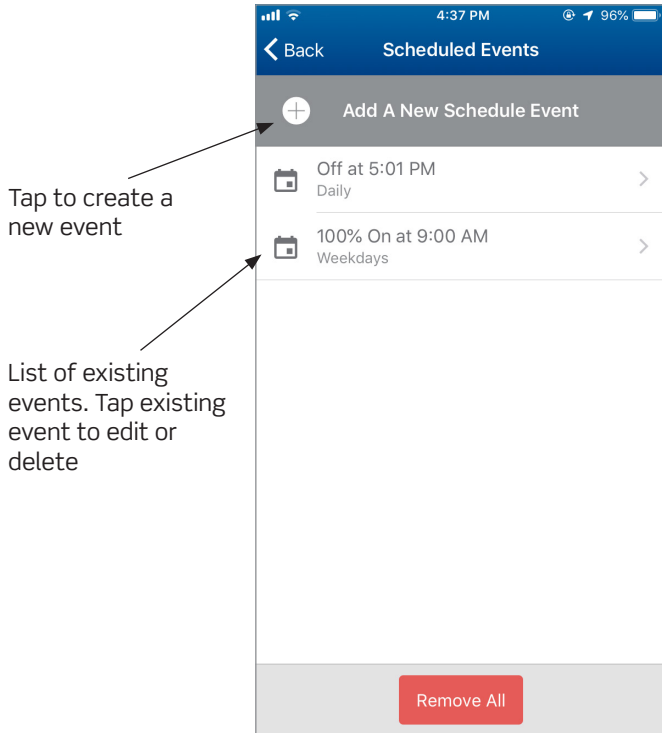 4:37 PM
96%
Back
Scheduled Events
Add A New Schedule Event
Off at 5:01 PM
Daily
100% On at 9:00 AM
Weekdays
Tap to create a
new event
List of existing
events. Tap existing
event to edit or
delete
Remove All